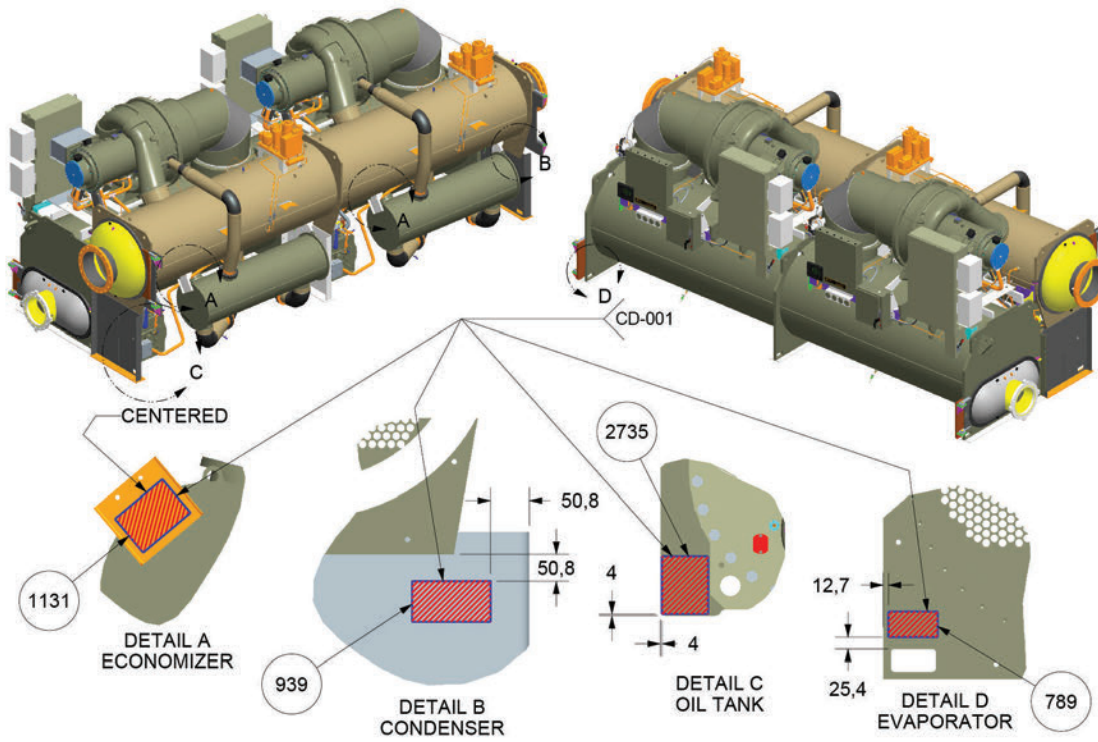 B
A
A
C
D
CD-001
CENTERED
2735
50,8
50,8
12,7
4
4
25,4
1131
939
789
DETAIL A
ECONOMIZER
DETAIL B
CONDENSER
DETAIL C
OIL TANK
DETAIL D
EVAPORATOR